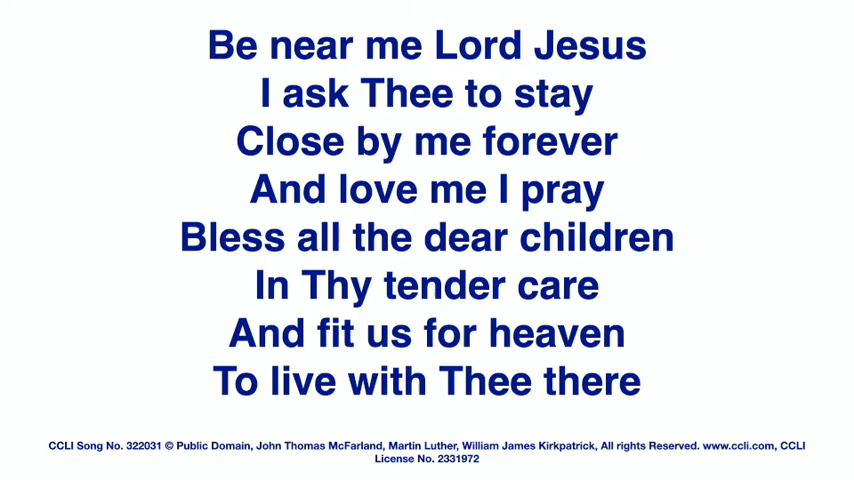 Be near me Lord Jesus
I ask Thee to stay
Close by me forever
And love me I pray
Bless all the dear children
In Thy tender care
And fit us for heaven
To live with Thee there
CCLI Song No. 322031 © Public Domain, John Thomas McFarland, Martin Luther, William James Kirkpatrick, All rights Reserved. www.ccli.com, CCLI
License No. 2331972